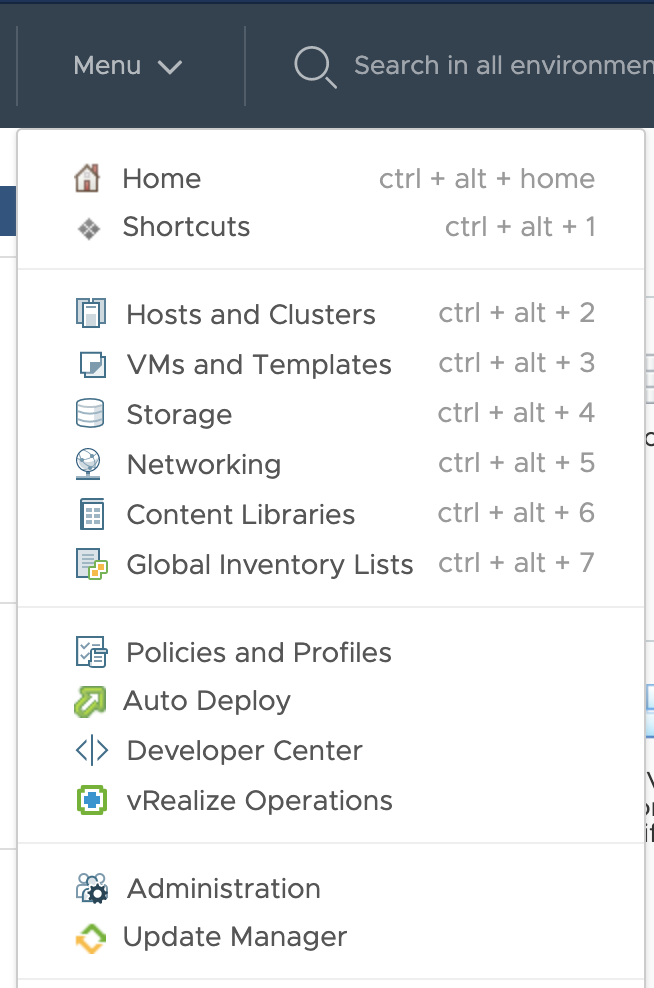 Menu
Search in all environmen
Home ctrl + alt + home
Shortcuts ctrl + alt + 1
Hosts and Clusters ctrl + alt + 2
VMs and Templates ctrl + alt + 3
Storage ctrl + alt + 4
Networking ctrl + alt + 5
Content Libraries ctrl + alt + 6
Global Inventory Lists ctrl + alt + 7
Policies and Profiles
Auto Deploy
Developer Center
vRealize Operations
Administration
Update Manager